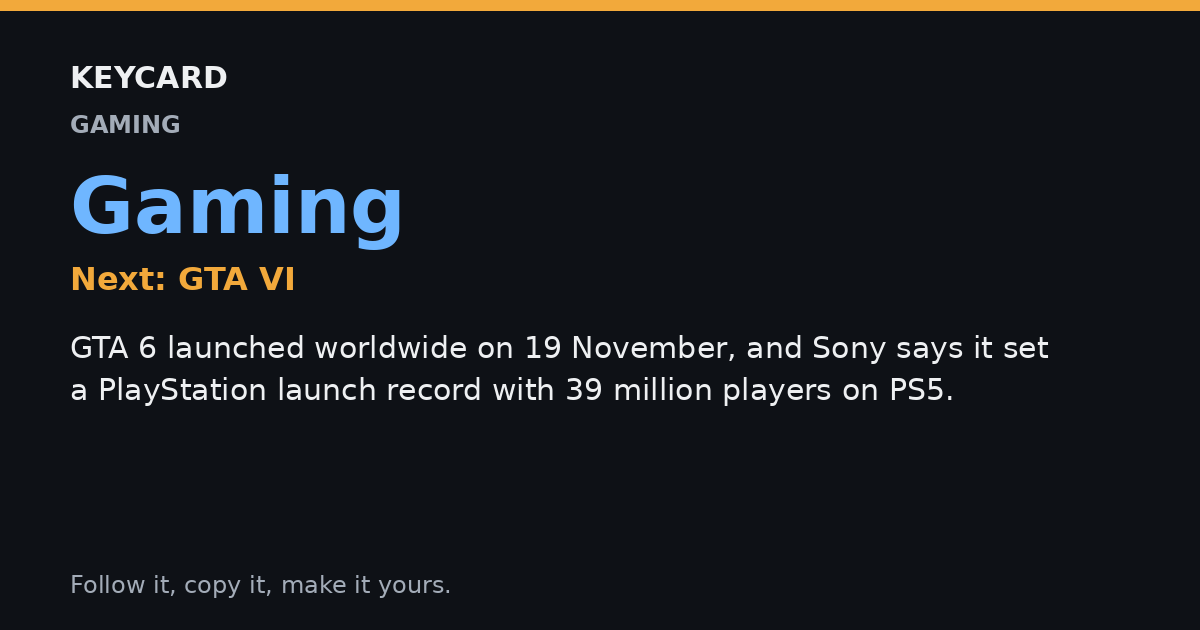 KEYCARD
GAMING
Gaming
Next: GTA VI
GTA 6 launched worldwide on 19 November, and Sony says it set
a PlayStation launch record with 39 million players on PS5.
Follow it, copy it, make it yours.